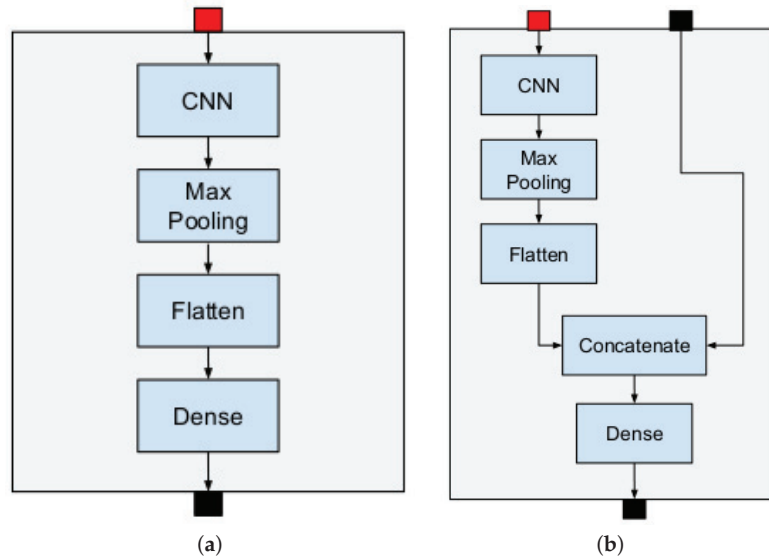 CNN
Max
Pooling
Flatten
Dense
(a)
CNN
Max
Pooling
Flatten
Concatenate
Dense
(b)